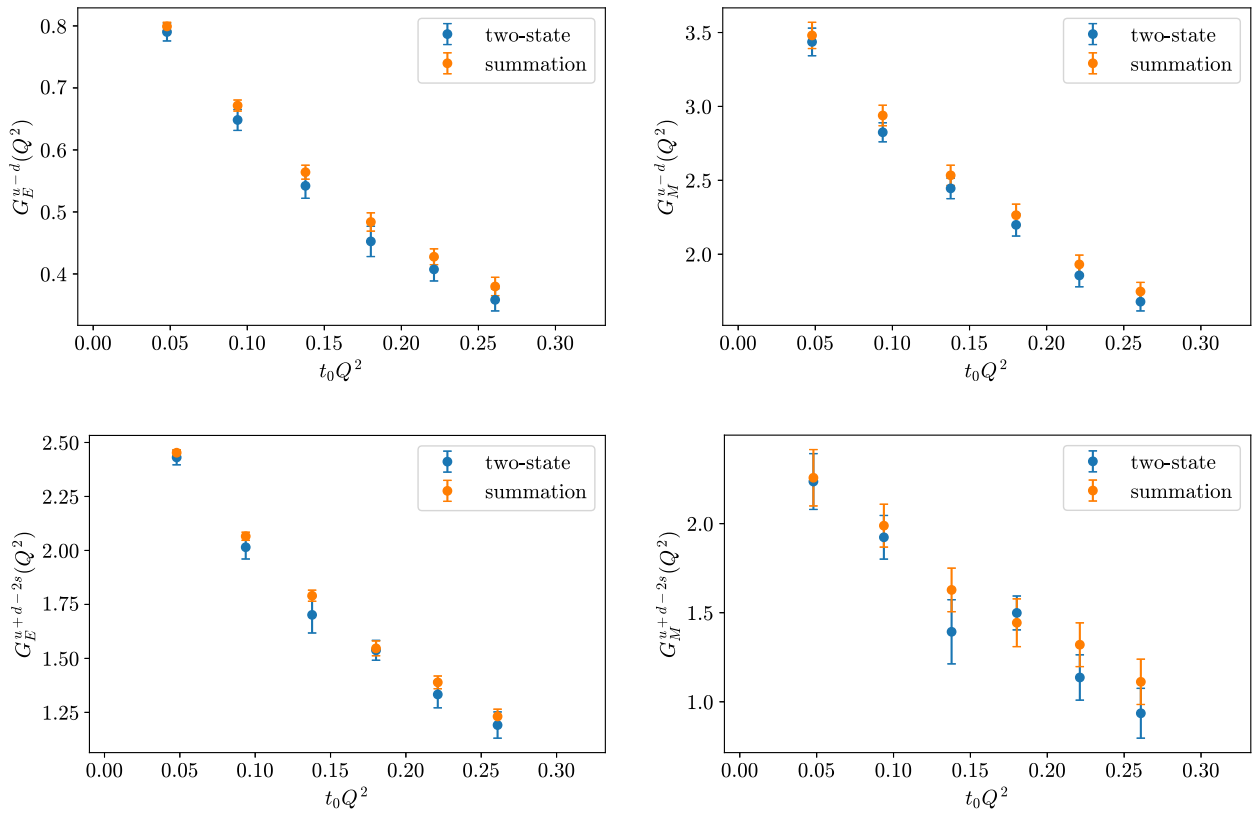 0.8
0.7
0.6
0.5
0.4
G_E^{u-d}(Q^2)
two-state
summation
0.00 0.05 0.10 0.15 0.20 0.25 0.30
t_0Q^2
3.5
3.0
2.5
2.0
G_M^{u-d}(Q^2)
two-state
summation
0.00 0.05 0.10 0.15 0.20 0.25 0.30
t_0Q^2
2.50
2.25
2.00
1.75
1.50
1.25
G_E^{u+d-2s}(Q^2)
two-state
summation
0.00 0.05 0.10 0.15 0.20 0.25 0.30
t_0Q^2
2.0
1.5
1.0
G_M^{u+d-2s}(Q^2)
two-state
summation
0.00 0.05 0.10 0.15 0.20 0.25 0.30
t_0Q^2